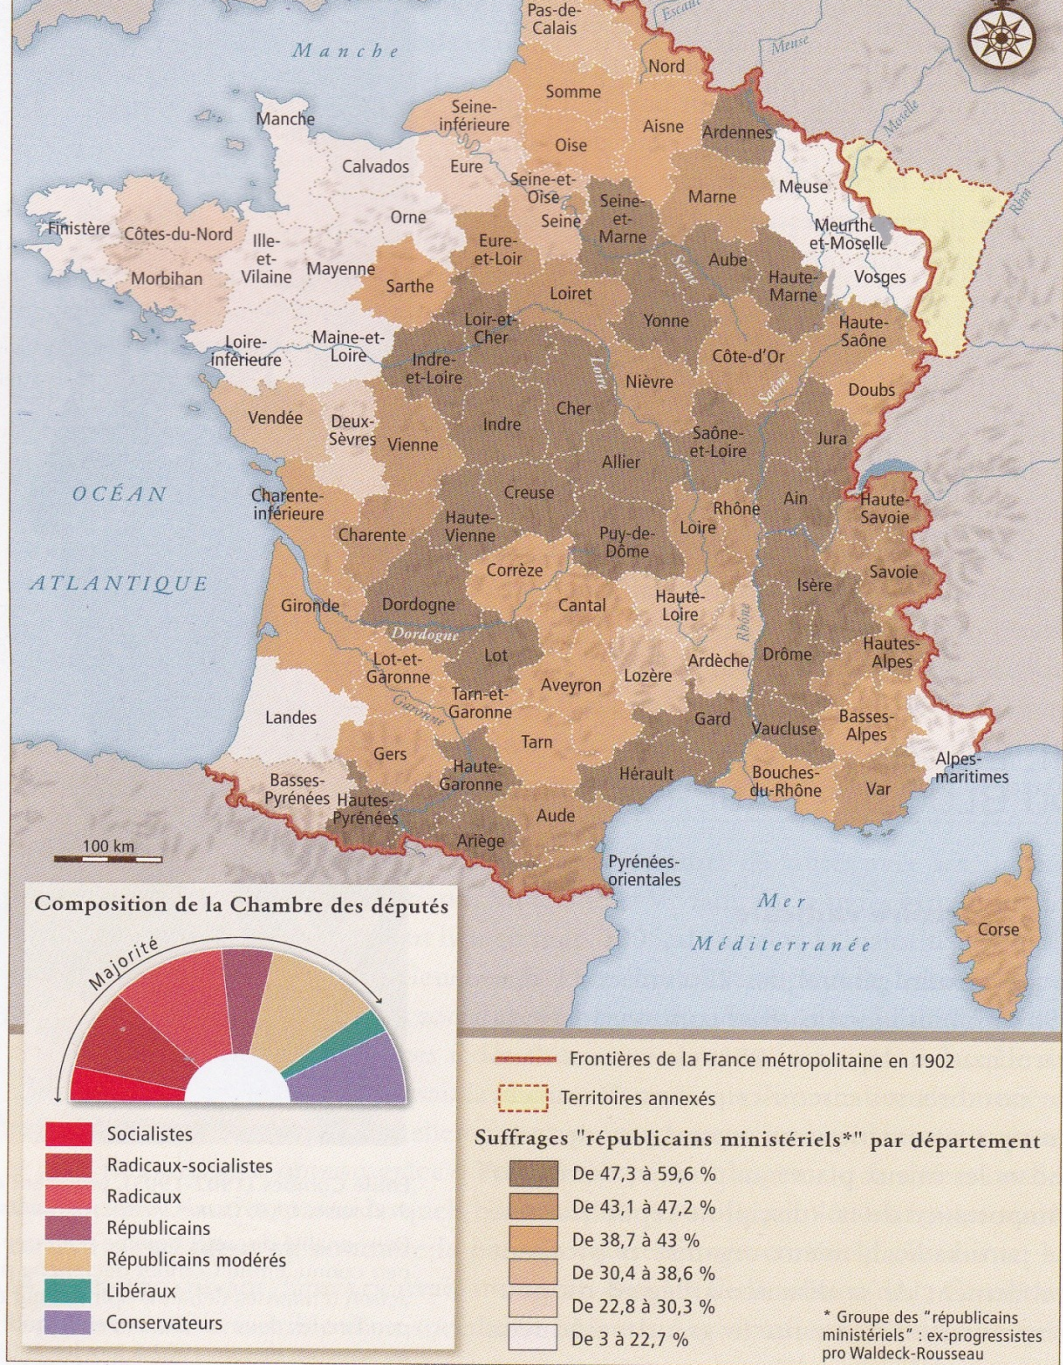 Manche
Pas-de-
Calais
Escaut
Meuse
Nord
Somme
Seine-
inférieure
Manche
Aisne
Ardennes
Moselle
Oise
Calvados
Eure
Seine-et-
Oise
Seine
Seine-
et-
Marne
Marne
Meuse
Rhin
Orne
Finistère
Côtes-du-Nord
Ille-
et-
Vilaine
Eure-
et-Loir
Meurthe-
et-Moselle
Mayenne
Morbihan
Sarthe
Aube
Seine
Haute-
Marne
Vosges
Loiret
Loir-et-
Cher
Yonne
Haute-
Saône
Loire-
inférieure
Maine-et-
Loire
Indre-
et-Loire
Côte-d'Or
Loire
Nièvre
Saône
Doubs
Cher
Vendée
Deux-
Sèvres
Indre
Vienne
Saône-
et-Loire
Jura
Allier
OCÉAN
ATLANTIQUE
Charente-
inférieure
Creuse
Ain
Haute-
Savoie
Rhône
Loire
Haute-
Vienne
Charente
Puy-de-
Dôme
Corrèze
Savoie
Isère
Gironde
Dordogne
Cantal
Haute-
Loire
Rhône
Dordogne
Lot
Hautes-
Alpes
Drôme
Ardèche
Lot-et-
Garonne
Aveyron
Lozère
Tarn-et-
Garonne
Garonne
Landes
Gard
Vaucluse
Basses-
Alpes
Tarn
Gers
Alpes-
maritimes
Haute-
Garonne
Hérault
Bouches-
du-Rhône
Var
Basses-
Pyrénées
Hautes-
Pyrénées
Aude
Ariège
100 km
Pyrénées-
orientales
Mer
Méditerranée
Corse
Composition de la Chambre des députés
Majorité
Socialistes
Radicaux-socialistes
Radicaux
Républicains
Républicains modérés
Libéraux
Conservateurs
Frontières de la France métropolitaine en 1902
Territoires annexés
Suffrages "républicains ministériels*" par département
De 47,3 à 59,6 %
De 43,1 à 47,2 %
De 38,7 à 43 %
De 30,4 à 38,6 %
De 22,8 à 30,3 %
De 3 à 22,7 %
* Groupe des "républicains
ministériels" : ex-progressistes
pro Waldeck-Rousseau